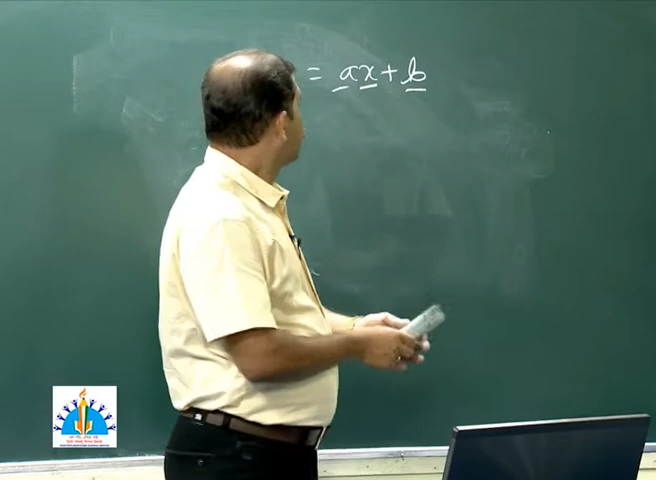 = ax + b